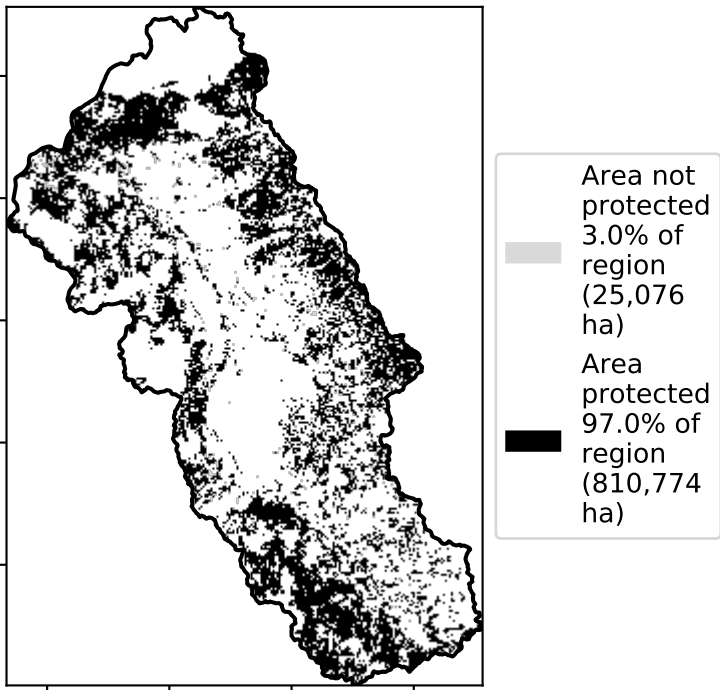 Area not
protected
3.0% of
region
(25,076
ha)
Area
protected
97.0% of
region
(810,774
ha)